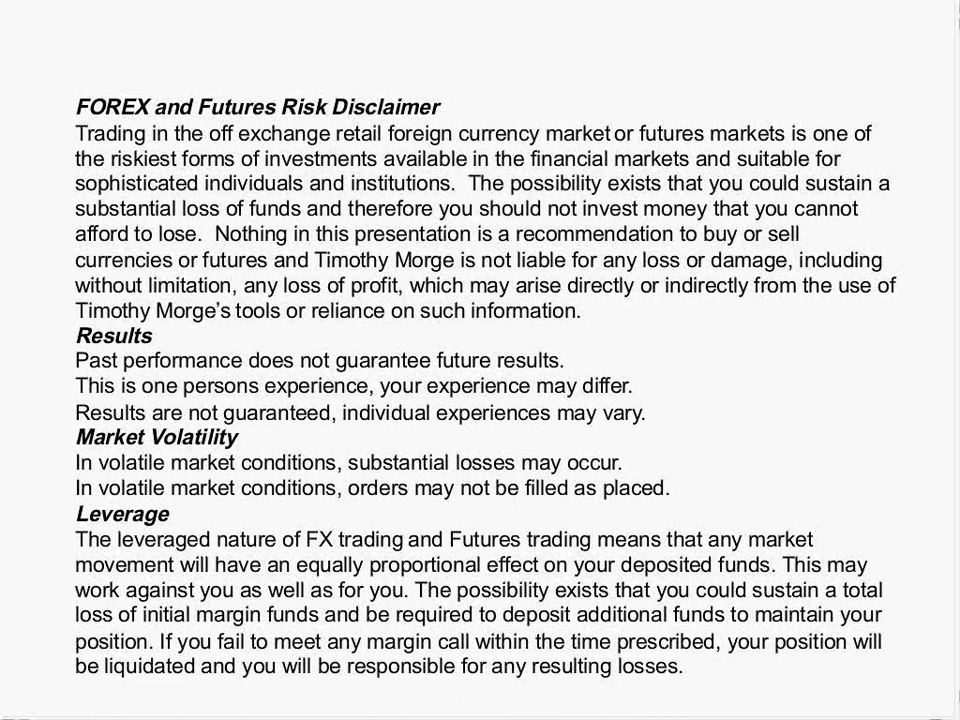 FOREX and Futures Risk Disclaimer
Trading in the off exchange retail foreign currency market or futures markets is one of
the riskiest forms of investments available in the financial markets and suitable for
sophisticated individuals and institutions.  The possibility exists that you could sustain a
substantial loss of funds and therefore you should not invest money that you cannot
afford to lose.  Nothing in this presentation is a recommendation to buy or sell
currencies or futures and Timothy Morge is not liable for any loss or damage, including
without limitation, any loss of profit, which may arise directly or indirectly from the use of
Timothy Morge’s tools or reliance on such information.
Results
Past performance does not guarantee future results.
This is one persons experience, your experience may differ.
Results are not guaranteed, individual experiences may vary.
Market Volatility
In volatile market conditions, substantial losses may occur.
In volatile market conditions, orders may not be filled as placed.
Leverage
The leveraged nature of FX trading and Futures trading means that any market
movement will have an equally proportional effect on your deposited funds. This may
work against you as well as for you. The possibility exists that you could sustain a total
loss of initial margin funds and be required to deposit additional funds to maintain your
position. If you fail to meet any margin call within the time prescribed, your position will
be liquidated and you will be responsible for any resulting losses.